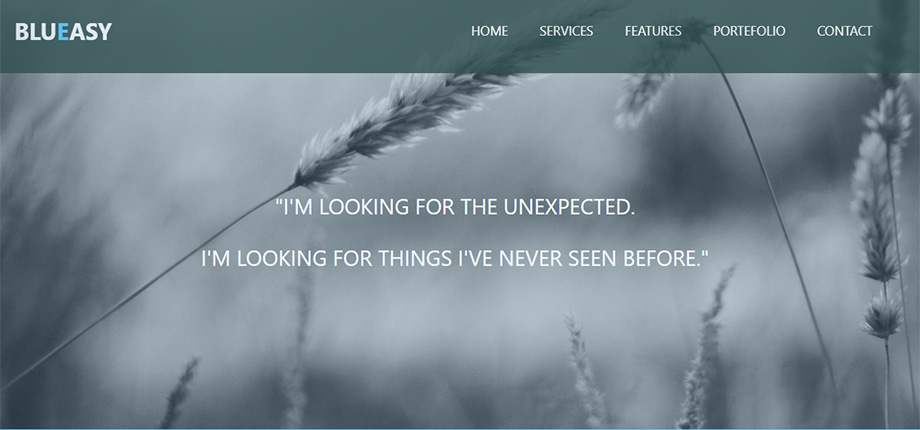 BLUEASY
HOME SERVICES FEATURES PORTEFOLIO CONTACT
"I'M LOOKING FOR THE UNEXPECTED.
I'M LOOKING FOR THINGS I'VE NEVER SEEN BEFORE."